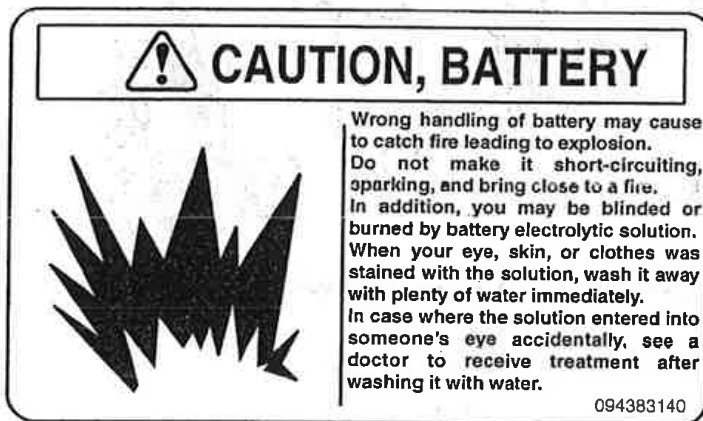 CAUTION, BATTERY
Wrong handling of battery may cause
to catch fire leading to explosion.
Do not make it short-circuiting,
sparking, and bring close to a fire.
In addition, you may be blinded or
burned by battery electrolytic solution.
When your eye, skin, or clothes was
stained with the solution, wash it away
with plenty of water immediately.
In case where the solution entered into
someone's eye accidentally, see a
doctor to receive treatment after
washing it with water.
094383140